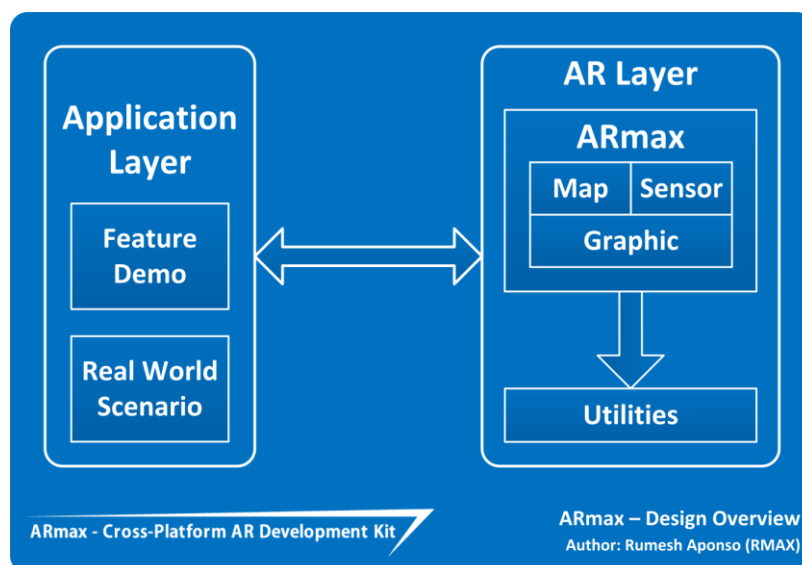 Application
Layer
Feature
Demo
Real World
Scenario
AR Layer
ARmax
Map
Sensor
Graphic
Utilities
ARmax - Cross-Platform AR Development Kit
ARmax – Design Overview
Author: Rumesh Aponso (RMAX)